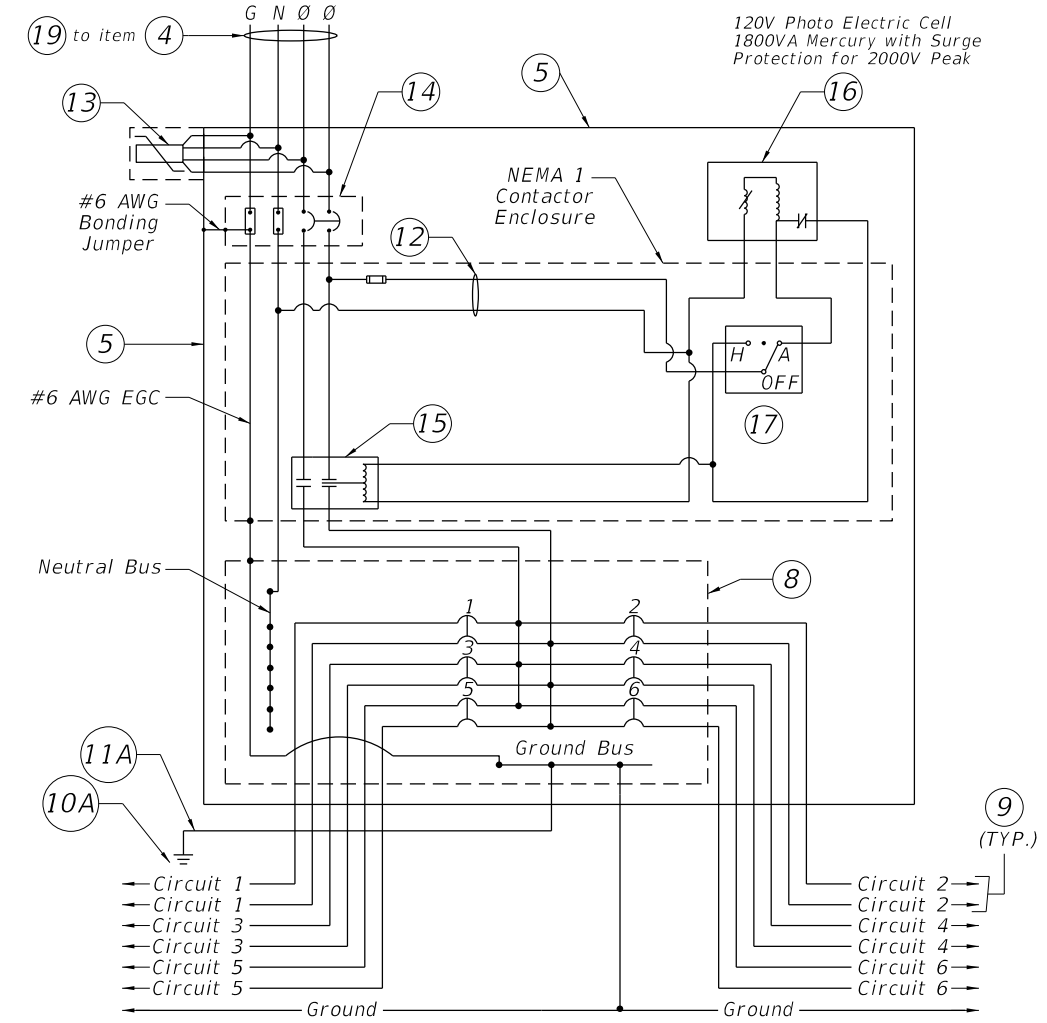 G N Ø Ø
19 to item 4
120V Photo Electric Cell
1800VA Mercury with Surge
Protection for 2000V Peak
5
13
14
16
#6 AWG
Bonding
Jumper
NEMA 1
Contactor
Enclosure
12
5
H A
OFF
#6 AWG EGC
15
17
Neutral Bus
8
1 2
3 4
5 6
Ground Bus
11A
10A
9
(TYP.)
Circuit 1 Circuit 2
Circuit 1 Circuit 2
Circuit 3 Circuit 4
Circuit 3 Circuit 4
Circuit 5 Circuit 6
Circuit 5 Circuit 6
Ground Ground